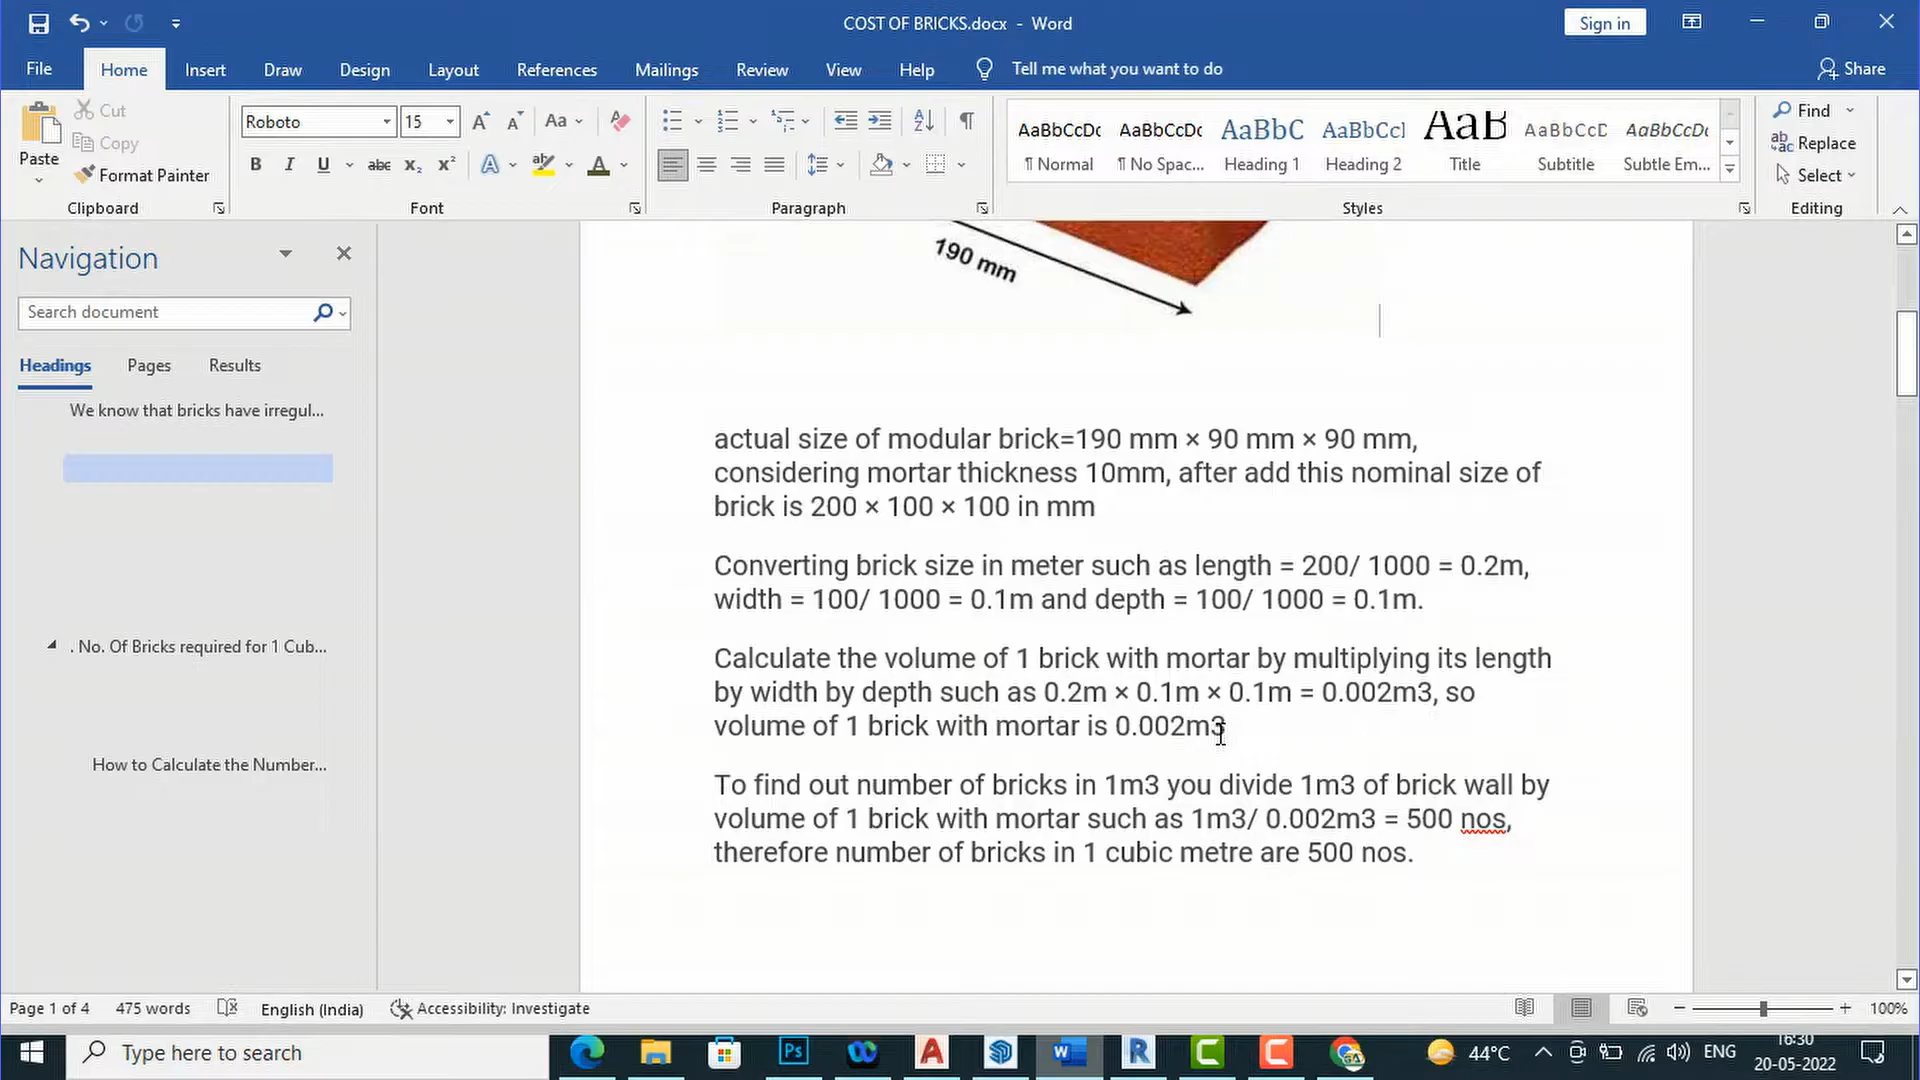 COST OF BRICKS.docx - Word
Sign in
File Home Insert Draw Design Layout References Mailings Review View Help Tell me what you want to do Share
Paste
Cut
Copy
Format Painter
Clipboard
Roboto 15
Font
Paragraph
AaBbCcDc AaBbCcDc AaBbC AaBbCcI AaB AaBbCcD AaBbCcDc
¶ Normal ¶ No Spac... Heading 1 Heading 2 Title Subtitle Subtle Em...
Styles
Find
Replace
Select
Editing
Navigation
Search document
Headings Pages Results
We know that bricks have irregul...
. No. Of Bricks required for 1 Cub...
How to Calculate the Number...
190 mm
actual size of modular brick=190 mm × 90 mm × 90 mm,
considering mortar thickness 10mm, after add this nominal size of
brick is 200 × 100 × 100 in mm
Converting brick size in meter such as length = 200/ 1000 = 0.2m,
width = 100/ 1000 = 0.1m and depth = 100/ 1000 = 0.1m.
Calculate the volume of 1 brick with mortar by multiplying its length
by width by depth such as 0.2m × 0.1m × 0.1m = 0.002m3, so
volume of 1 brick with mortar is 0.002m3
To find out number of bricks in 1m3 you divide 1m3 of brick wall by
volume of 1 brick with mortar such as 1m3/ 0.002m3 = 500 nos,
therefore number of bricks in 1 cubic metre are 500 nos.
Page 1 of 4 475 words English (India) Accessibility: Investigate 100%
Type here to search
44°C ENG
16:30
20-05-2022